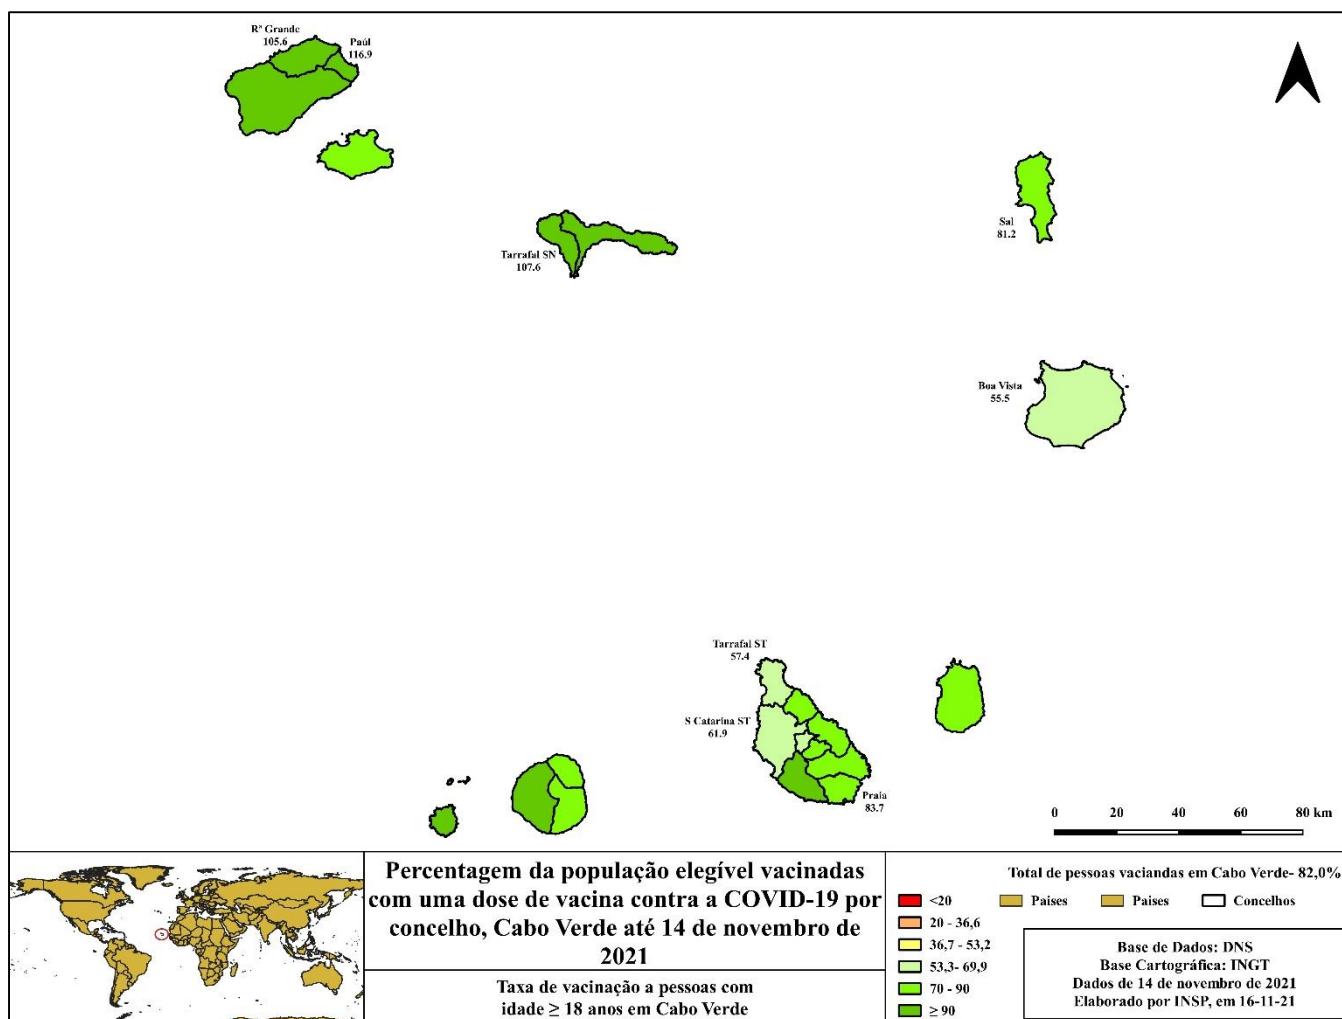 Rª Grande
105.6
Paúl
116.9
Tarrafal SN
107.6
Sal
81.2
Boa Vista
55.5
Tarrafal ST
57.4
S Catarina ST
61.9
Praia
83.7
0 20 40 60 80 km
Percentagem da população elegível vacinadas
com uma dose de vacina contra a COVID-19 por
concelho, Cabo Verde até 14 de novembro de
2021
Taxa de vacinação a pessoas com
idade ≥ 18 anos em Cabo Verde
Total de pessoas vaciandas em Cabo Verde- 82,0%
<20
20 - 36,6
36,7 - 53,2
53,3- 69,9
70 - 90
≥ 90
Paises
Paises
Concelhos
Base de Dados: DNS
Base Cartográfica: INGT
Dados de 14 de novembro de 2021
Elaborado por INSP, em 16-11-21